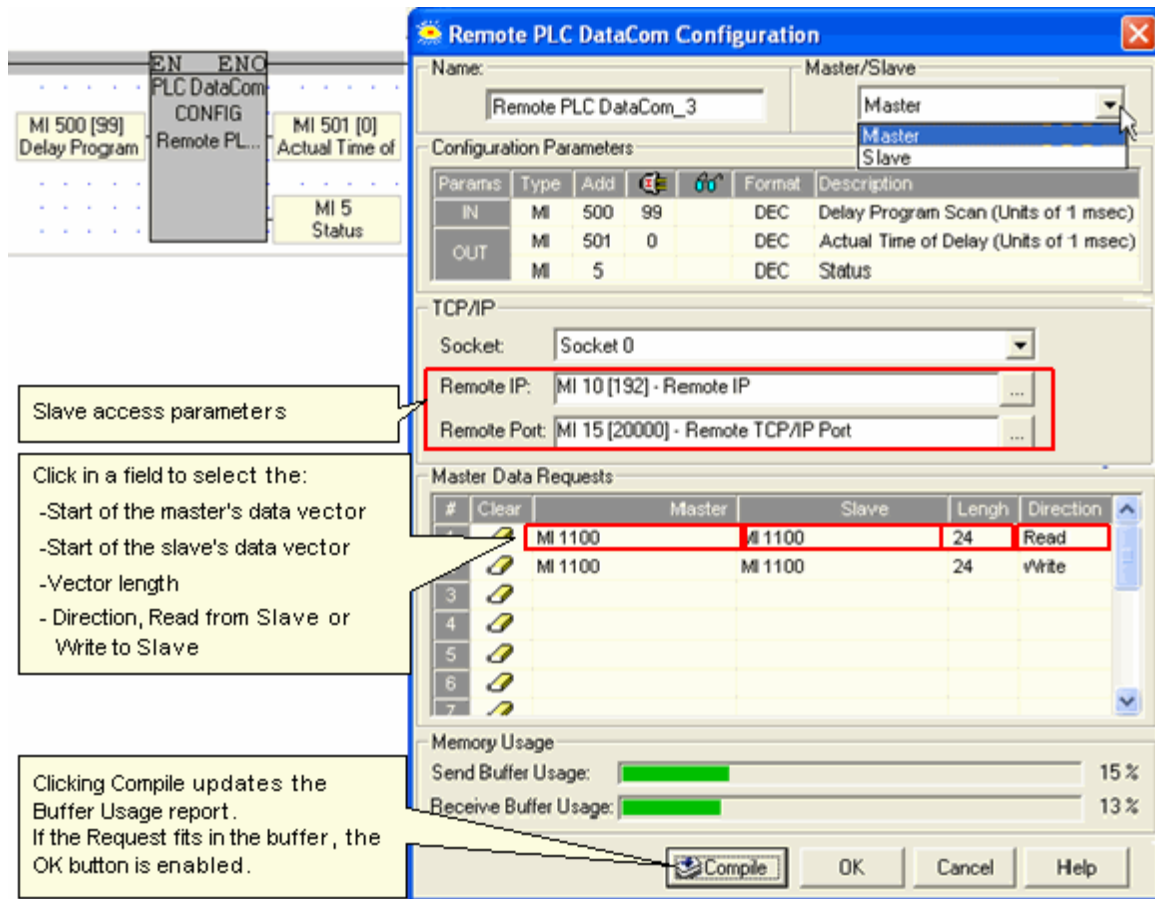 EN ENO
PLC DataCom
CONFIG
Remote PL...
MI 500 [99]
Delay Program
MI 501 [0]
Actual Time of
MI 5
Status
Slave access parameters
Click in a field to select the:
-Start of the master's data vector
-Start of the slave's data vector
-Vector length
- Direction, Read from Slave or
Write to Slave
Clicking Compile updates the
Buffer Usage report.
If the Request fits in the buffer, the
OK button is enabled.
Remote PLC DataCom Configuration
Name:
Remote PLC DataCom_3
Master/Slave
Master
Master
Slave
Configuration Parameters
Params Type Add Format Description
IN MI 500 99 DEC Delay Program Scan (Units of 1 msec)
OUT MI 501 0 DEC Actual Time of Delay (Units of 1 msec)
MI 5 DEC Status
TCP/IP
Socket: Socket 0
Remote IP: MI 10 [192] - Remote IP ...
Remote Port: MI 15 [20000] - Remote TCP/IP Port ...
Master Data Requests
# Clear Master Slave Lengh Direction
MI 1100 MI 1100 24 Read
MI 1100 MI 1100 24 Write
3
4
5
6
7
Memory Usage
Send Buffer Usage: 15 %
Receive Buffer Usage: 13 %
Compile OK Cancel Help